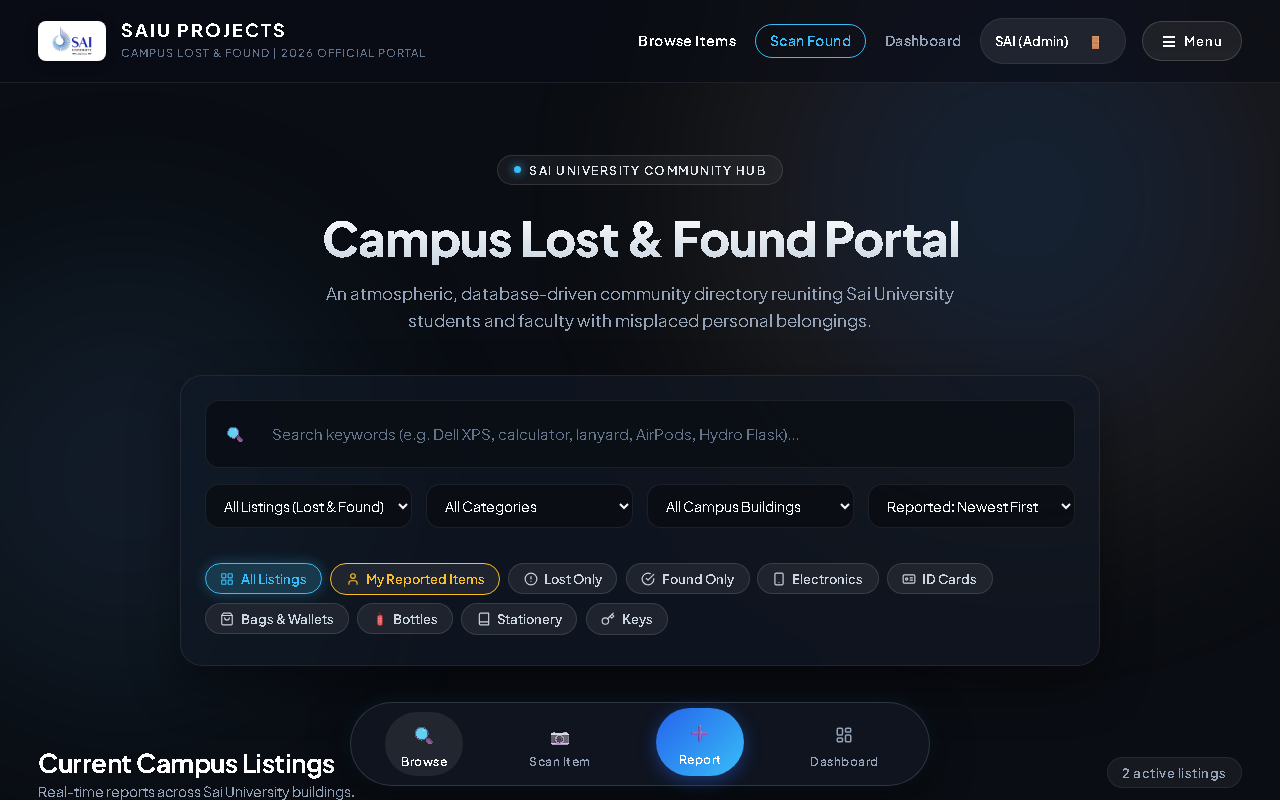 SAI
SAIU PROJECTS
CAMPUS LOST & FOUND | 2026 OFFICIAL PORTAL
Browse Items
Scan Found
Dashboard
SAI (Admin)
Menu
SAI UNIVERSITY COMMUNITY HUB
Campus Lost & Found Portal
An atmospheric, database-driven community directory reuniting Sai University
students and faculty with misplaced personal belongings.
Search keywords (e.g. Dell XPS, calculator, lanyard, AirPods, Hydro Flask)...
All Listings (Lost & Found)
All Categories
All Campus Buildings
Reported: Newest First
All Listings
My Reported Items
Lost Only
Found Only
Electronics
ID Cards
Bags & Wallets
Bottles
Stationery
Keys
Browse
Scan Item
Report
Dashboard
Current Campus Listings
Real-time reports across Sai University buildings.
2 active listings